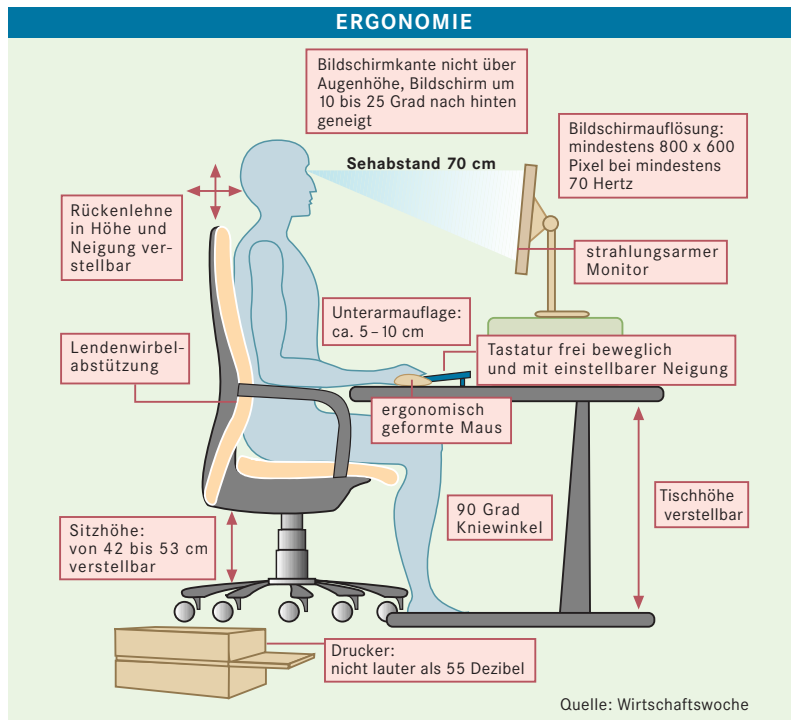 ERGONOMIE
Bildschirmkante nicht über
Augenhöhe, Bildschirm um
10 bis 25 Grad nach hinten
geneigt
Bildschirmauflösung:
mindestens 800 x 600
Pixel bei mindestens
70 Hertz
Sehabstand 70 cm
Rückenlehne
in Höhe und
Neigung ver-
stellbar
strahlungsarmer
Monitor
Unterarmauflage:
ca. 5–10 cm
Lendenwirbel-
abstützung
Tastatur frei beweglich
und mit einstellbarer Neigung
ergonomisch
geformte Maus
90 Grad
Kniewinkel
Tischhöhe
verstellbar
Sitzhöhe:
von 42 bis 53 cm
verstellbar
Drucker:
nicht lauter als 55 Dezibel
Quelle: Wirtschaftswoche